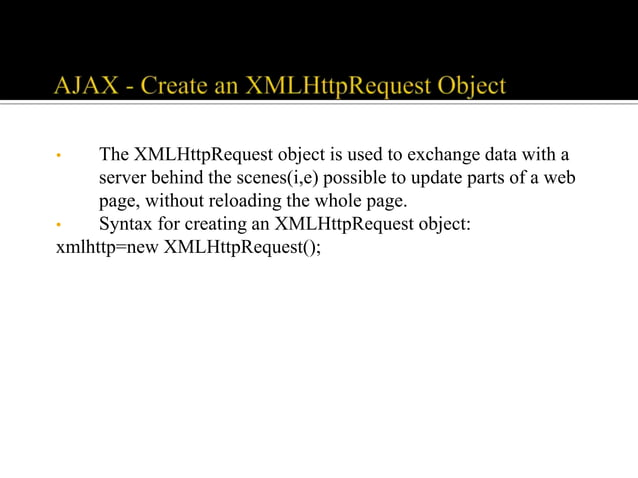 AJAX - Create an XMLHttpRequest Object
• The XMLHttpRequest object is used to exchange data with a
server behind the scenes(i,e) possible to update parts of a web
page, without reloading the whole page.
• Syntax for creating an XMLHttpRequest object:
xmlhttp=new XMLHttpRequest();